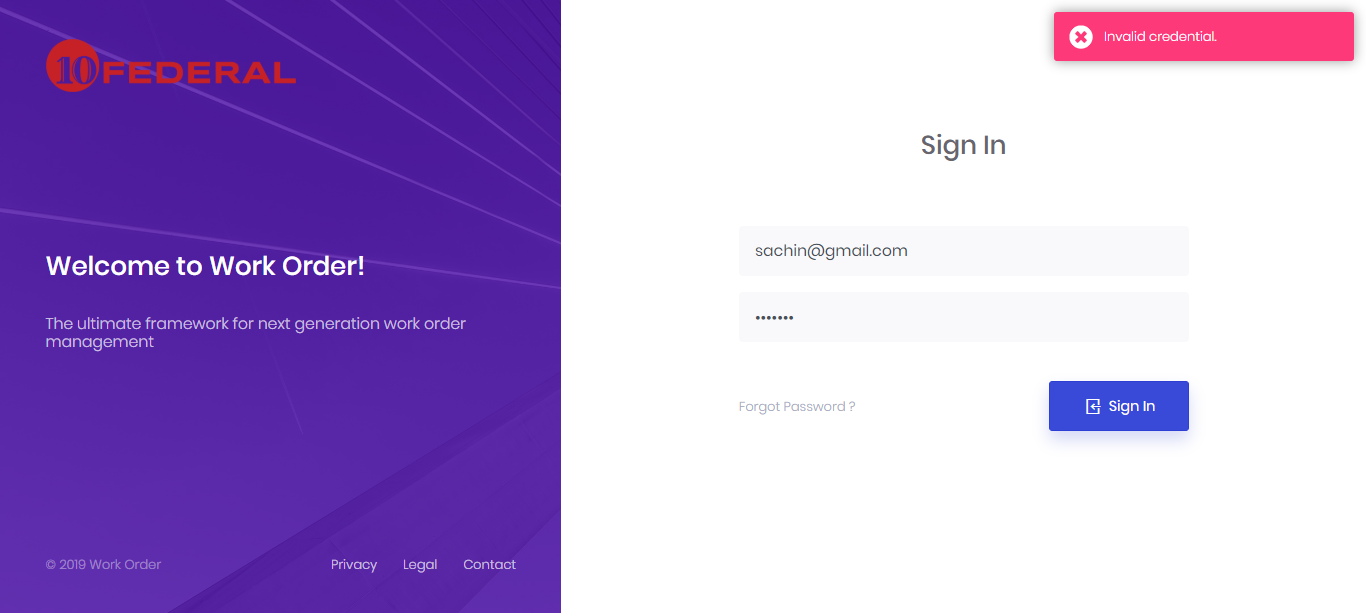 10 FEDERAL
Invalid credential.
Sign In
sachin@gmail.com
•••••••
Welcome to Work Order!
The ultimate framework for next generation work order
management
Forgot Password ?
Sign In
© 2019 Work Order
Privacy Legal Contact